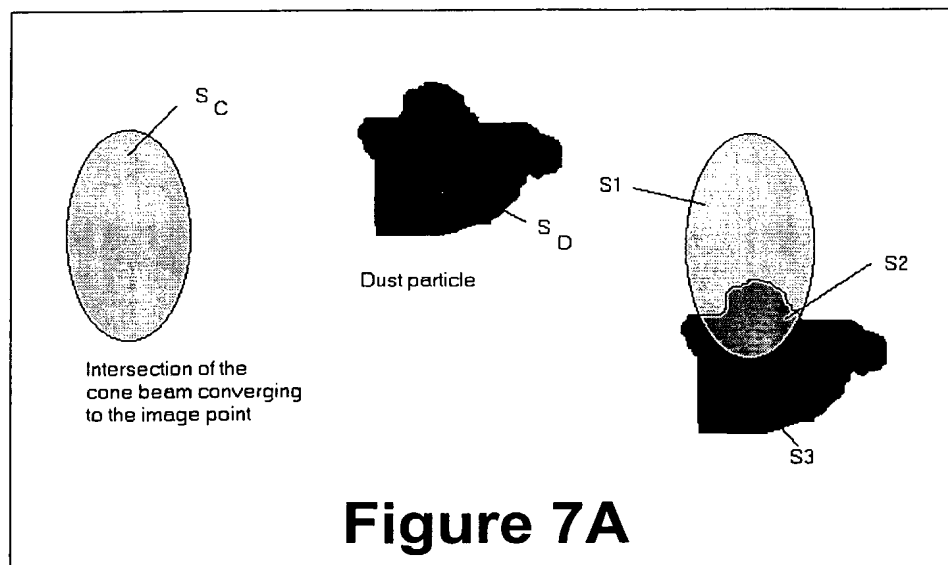 S C
Intersection of the
cone beam converging
to the image point
S D
Dust particle
S1
S2
S3
Figure 7A